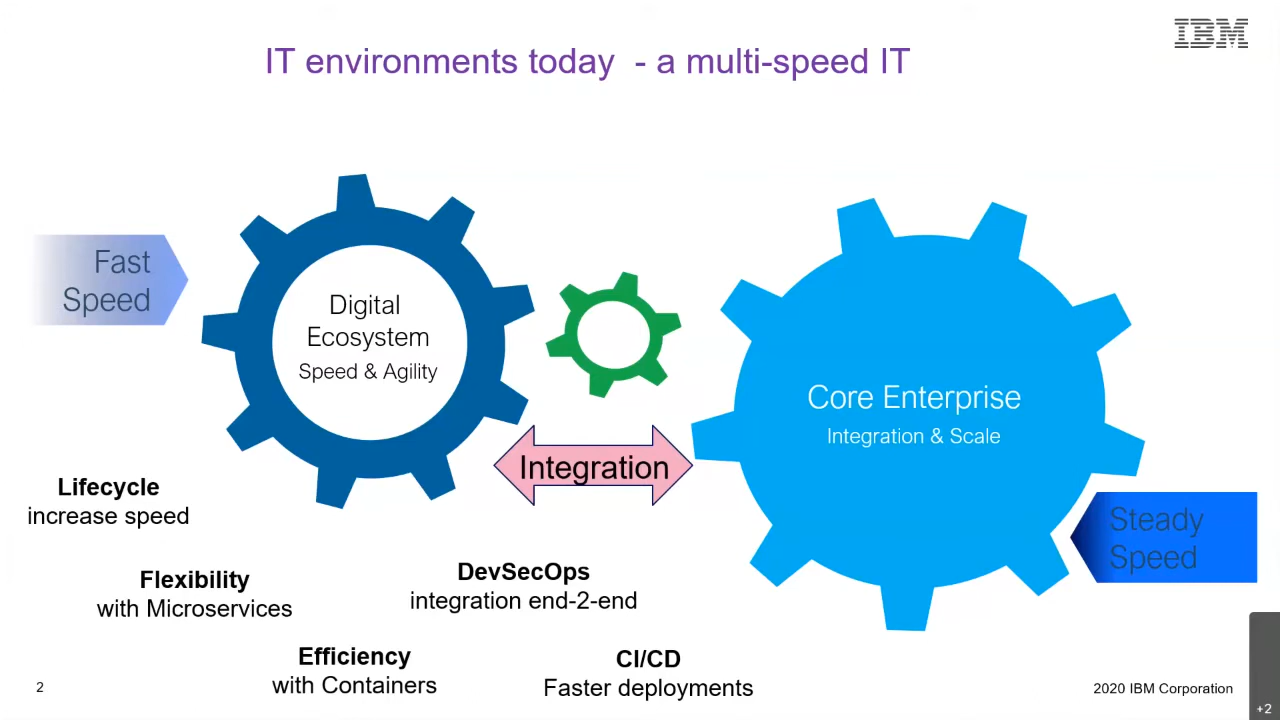 IBM
IT environments today - a multi-speed IT
Fast
Speed
Digital
Ecosystem
Speed & Agility
Core Enterprise
Integration & Scale
Integration
Steady
Speed
Lifecycle
increase speed
Flexibility
with Microservices
DevSecOps
integration end-2-end
Efficiency
with Containers
CI/CD
Faster deployments
2
2020 IBM Corporation
+2